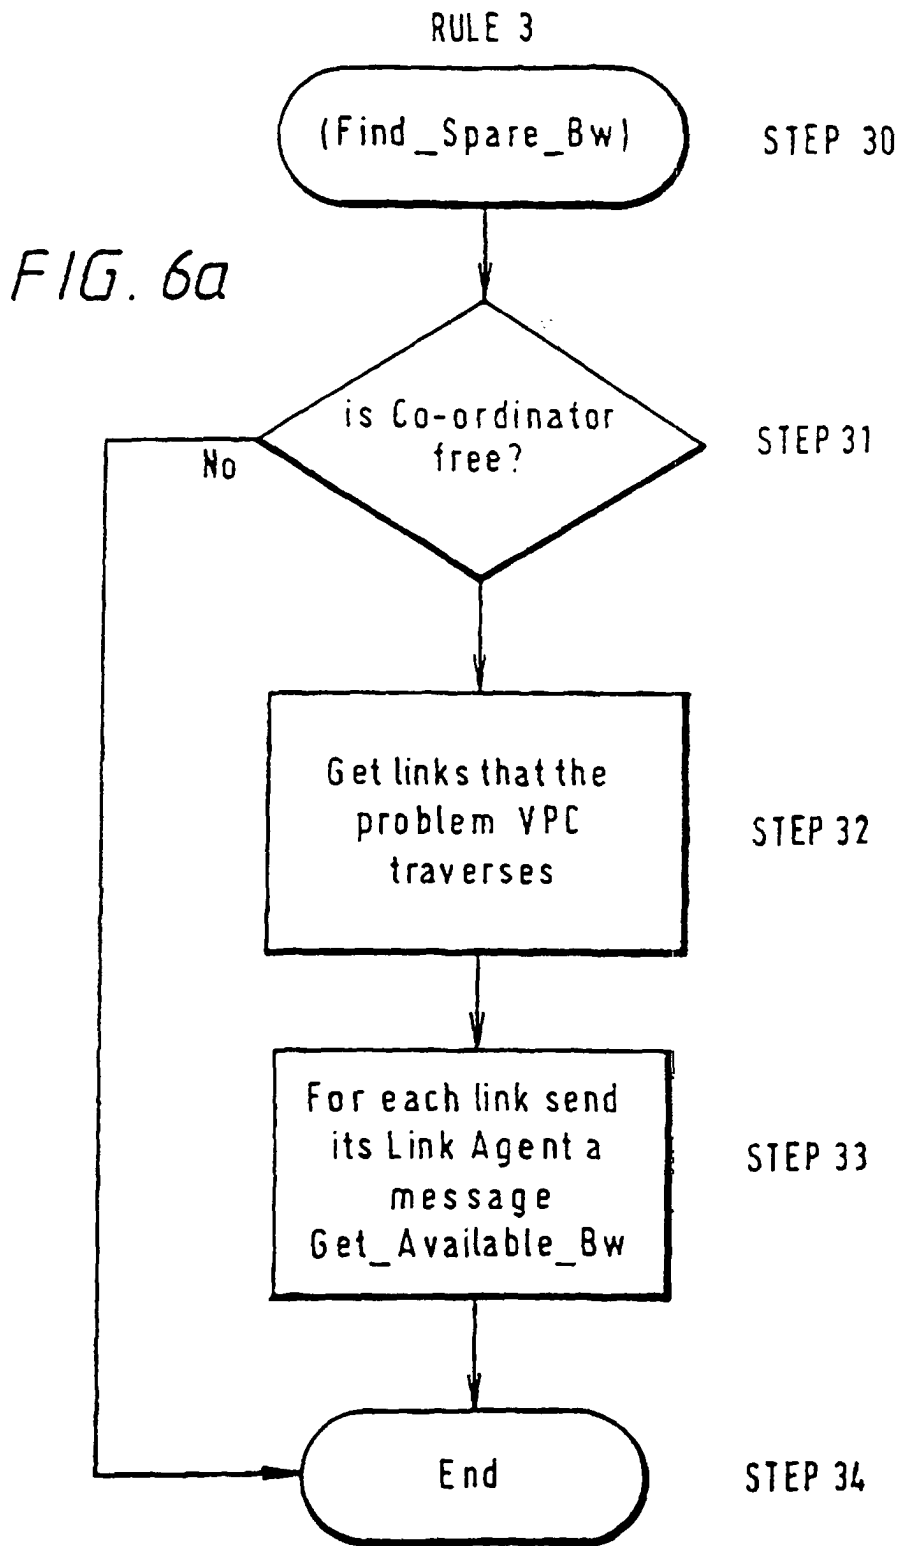 RULE 3
(Find_Spare_Bw)
STEP 30
FIG. 6a
is Co-ordinator
free?
STEP 31
No
Get links that the
problem VPC
traverses
STEP 32
For each link send
its Link Agent a
message
Get_Available_Bw
STEP 33
End
STEP 34